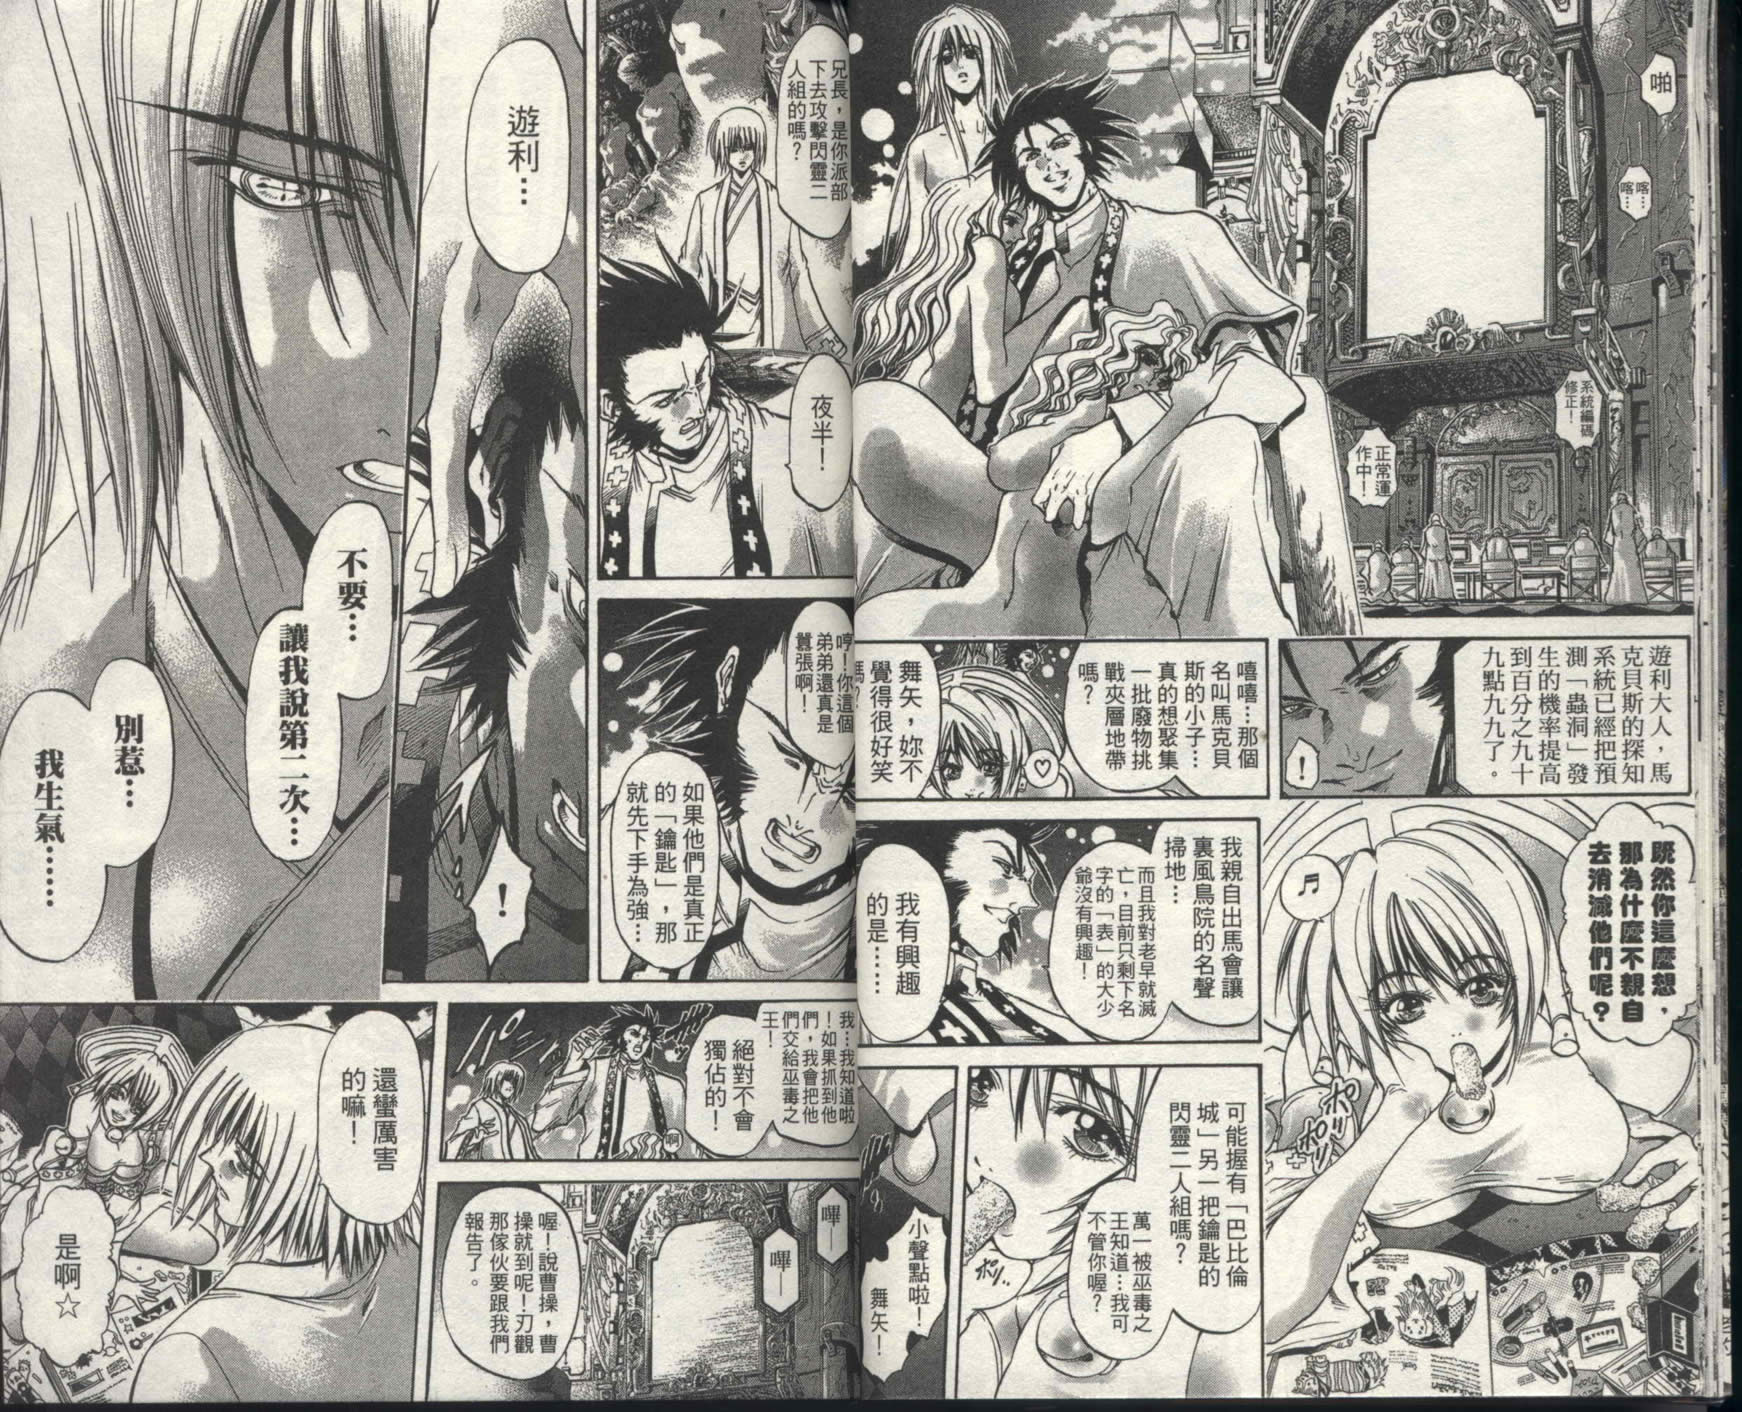 啪
喀…
喀…
系統編碼
修正！
正常運
作中！
遊利大人，馬
克貝斯的探知
系統已經把預
測「蟲洞」發
生的機率提高
到百分之九十
九點九九了。
！
嘻嘻…那個
名叫馬克貝
斯的小子…
真的想聚集
一批廢物挑
戰夾層地帶
嗎？
舞矢，妳不
覺得很好笑
嗎？
既然你這麼想，
那為什麼不親自
去消滅他們呢？
♬
ポリ
ポリポリ
我親自出馬會讓
裏風鳥院的名聲
掃地…
而且我對老早就滅
亡，目前只剩下名
字的「表」的大少
爺沒有興趣！
我有興趣
的是……
可能握有「巴比倫
城」另一把鑰匙的
閃靈二人組嗎？
萬一被巫毒之
王知道…我可
不管你喔？
ポリ
小聲點啦！
舞矢！
兄長，是你派部
下去攻擊閃靈二
人組的嗎？
夜半！
哼！你這個
弟弟還真是
囂張啊！
如果他們是真正
的「鑰匙」，那
就先下手為強…
遊利…
！
不要…
讓我說第二次…
別惹…
我生氣……
我…我知道啦
！如果抓到他
們，我會把他
們交給巫毒之
王！
絕對不會
獨佔的！
啊
嗶—
嗶—
喔！說曹操，曹
操就到呢！刃觀
那傢伙要跟我們
報告了。
還蠻厲害
的嘛！
是啊☆